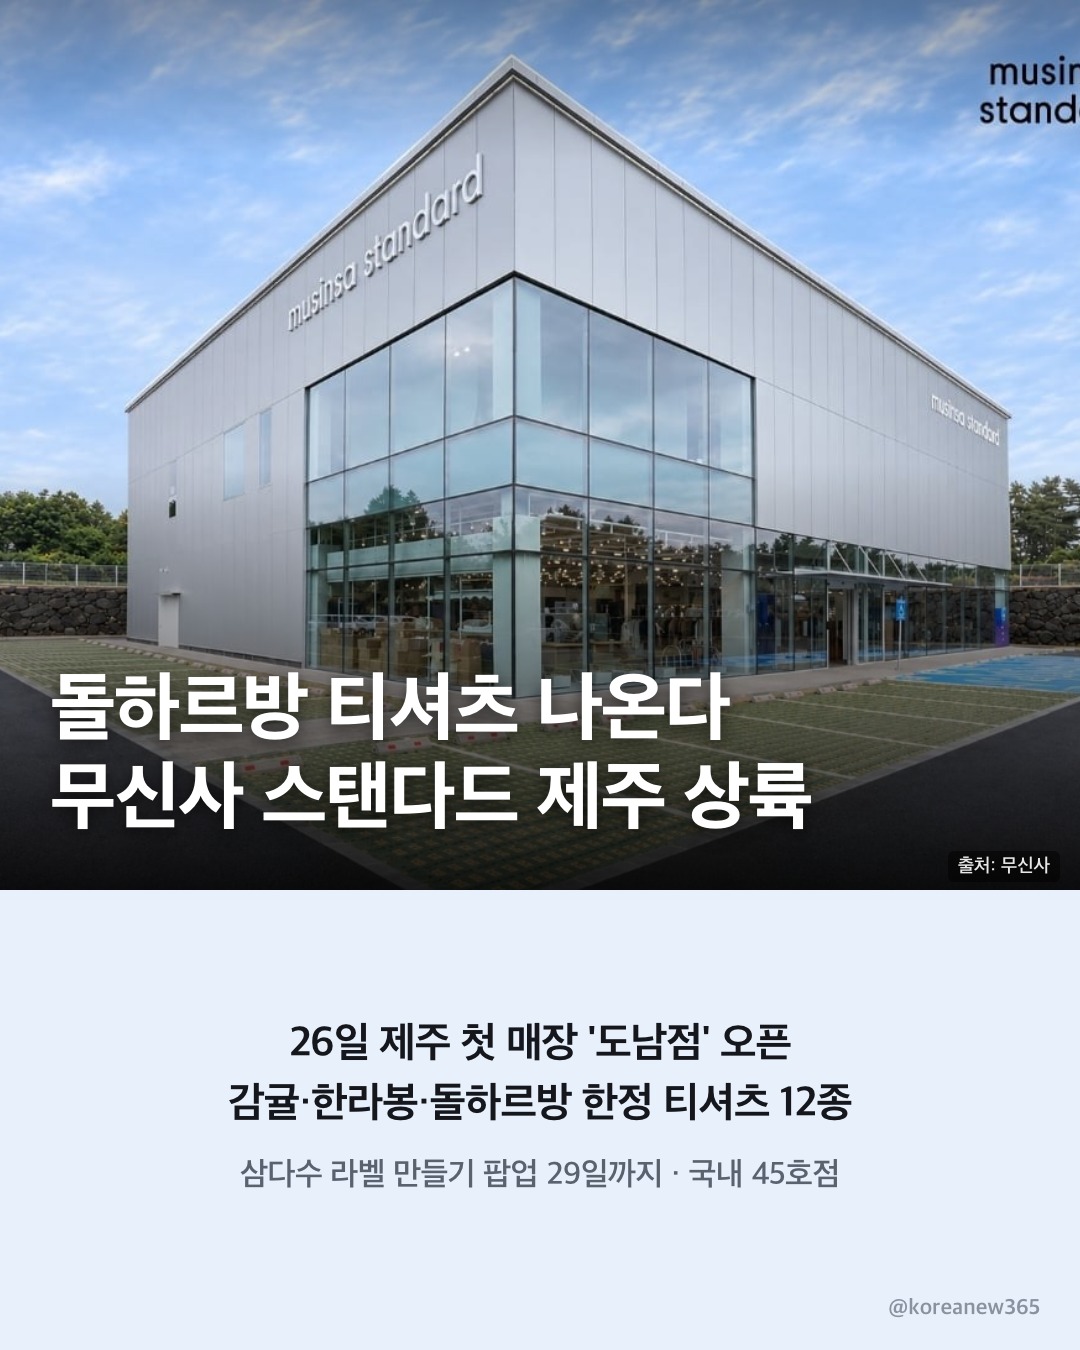 musin
stand
musinsa standard
musinsa standard
돌하르방 티셔츠 나온다
무신사 스탠다드 제주 상륙
출처: 무신사
26일 제주 첫 매장 '도남점' 오픈
감귤·한라봉·돌하르방 한정 티셔츠 12종
삼다수 라벨 만들기 팝업 29일까지 · 국내 45호점
@koreanew365